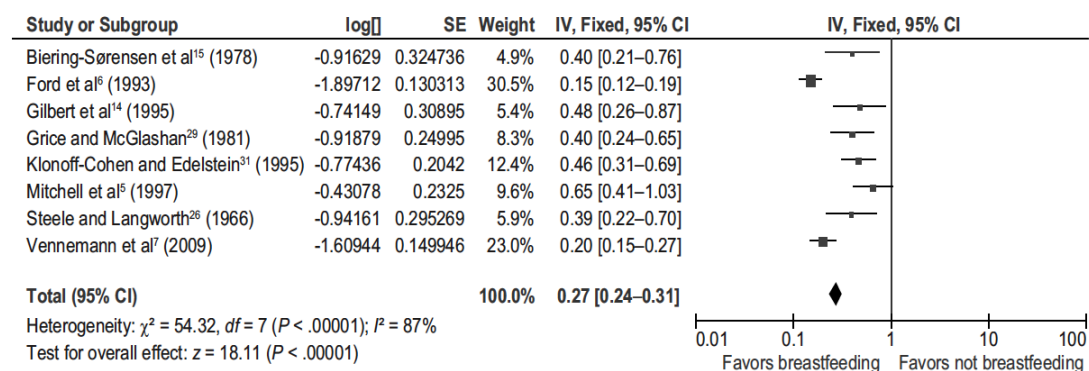 Study or Subgroup log[] SE Weight IV, Fixed, 95% CI IV, Fixed, 95% CI
Biering-Sørensen et al¹⁵ (1978) -0.91629 0.324736 4.9% 0.40 [0.21–0.76]
Ford et al⁶ (1993) -1.89712 0.130313 30.5% 0.15 [0.12–0.19]
Gilbert et al¹⁴ (1995) -0.74149 0.30895 5.4% 0.48 [0.26–0.87]
Grice and McGlashan²⁹ (1981) -0.91879 0.24995 8.3% 0.40 [0.24–0.65]
Klonoff-Cohen and Edelstein³¹ (1995) -0.77436 0.2042 12.4% 0.46 [0.31–0.69]
Mitchell et al⁵ (1997) -0.43078 0.2325 9.6% 0.65 [0.41–1.03]
Steele and Langworth²⁶ (1966) -0.94161 0.295269 5.9% 0.39 [0.22–0.70]
Vennemann et al⁷ (2009) -1.60944 0.149946 23.0% 0.20 [0.15–0.27]
Total (95% CI) 100.0% 0.27 [0.24–0.31]
Heterogeneity: χ² = 54.32, df = 7 (P < .00001); I² = 87%
Test for overall effect: z = 18.11 (P < .00001)
0.01 0.1 1 10 100
Favors breastfeeding Favors not breastfeeding